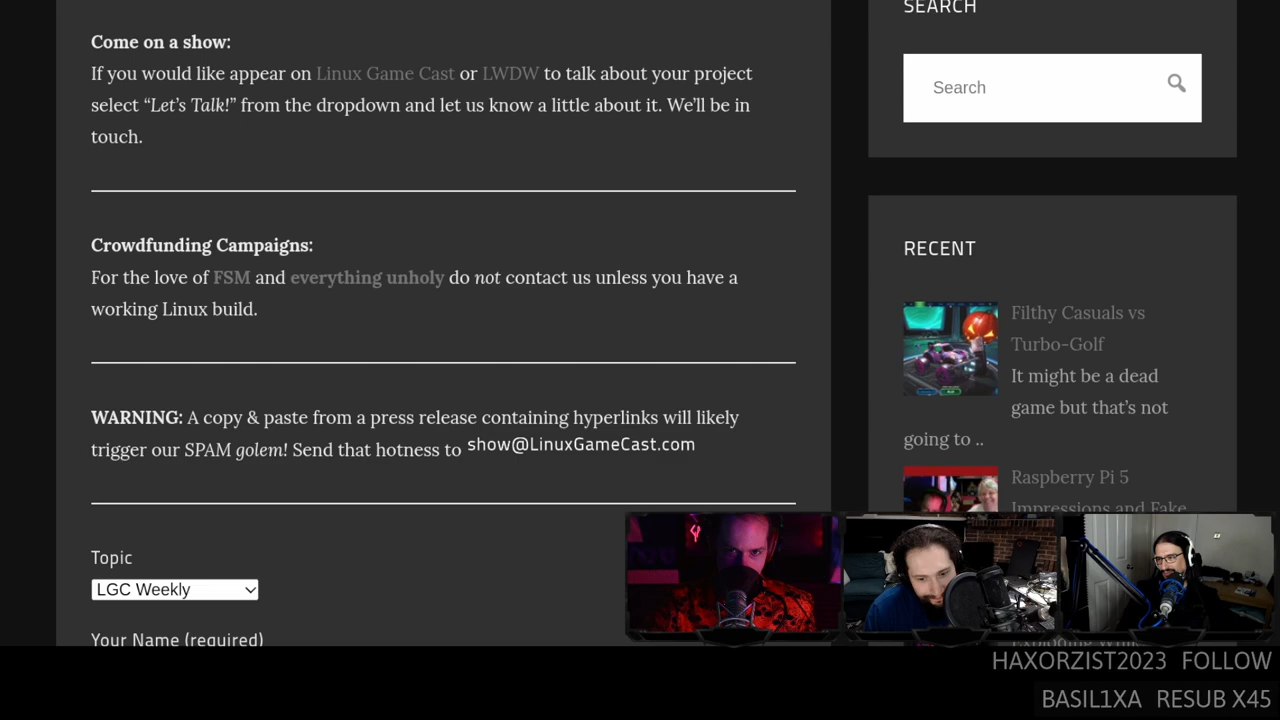 SEARCH
Come on a show:
If you would like appear on Linux Game Cast or LWDW to talk about your project
select “Let’s Talk!” from the dropdown and let us know a little about it. We’ll be in
touch.
Search
Crowdfunding Campaigns:
For the love of FSM and everything unholy do not contact us unless you have a
working Linux build.
RECENT
Filthy Casuals vs
Turbo-Golf
It might be a dead
game but that’s not
going to ..
WARNING: A copy & paste from a press release containing hyperlinks will likely
trigger our SPAM golem! Send that hotness to show@LinuxGameCast.com
Raspberry Pi 5
Impressions and Fake
Topic
LGC Weekly
Your Name (required)
HAXORZIST2023 FOLLOW
BASIL1XA RESUB X45